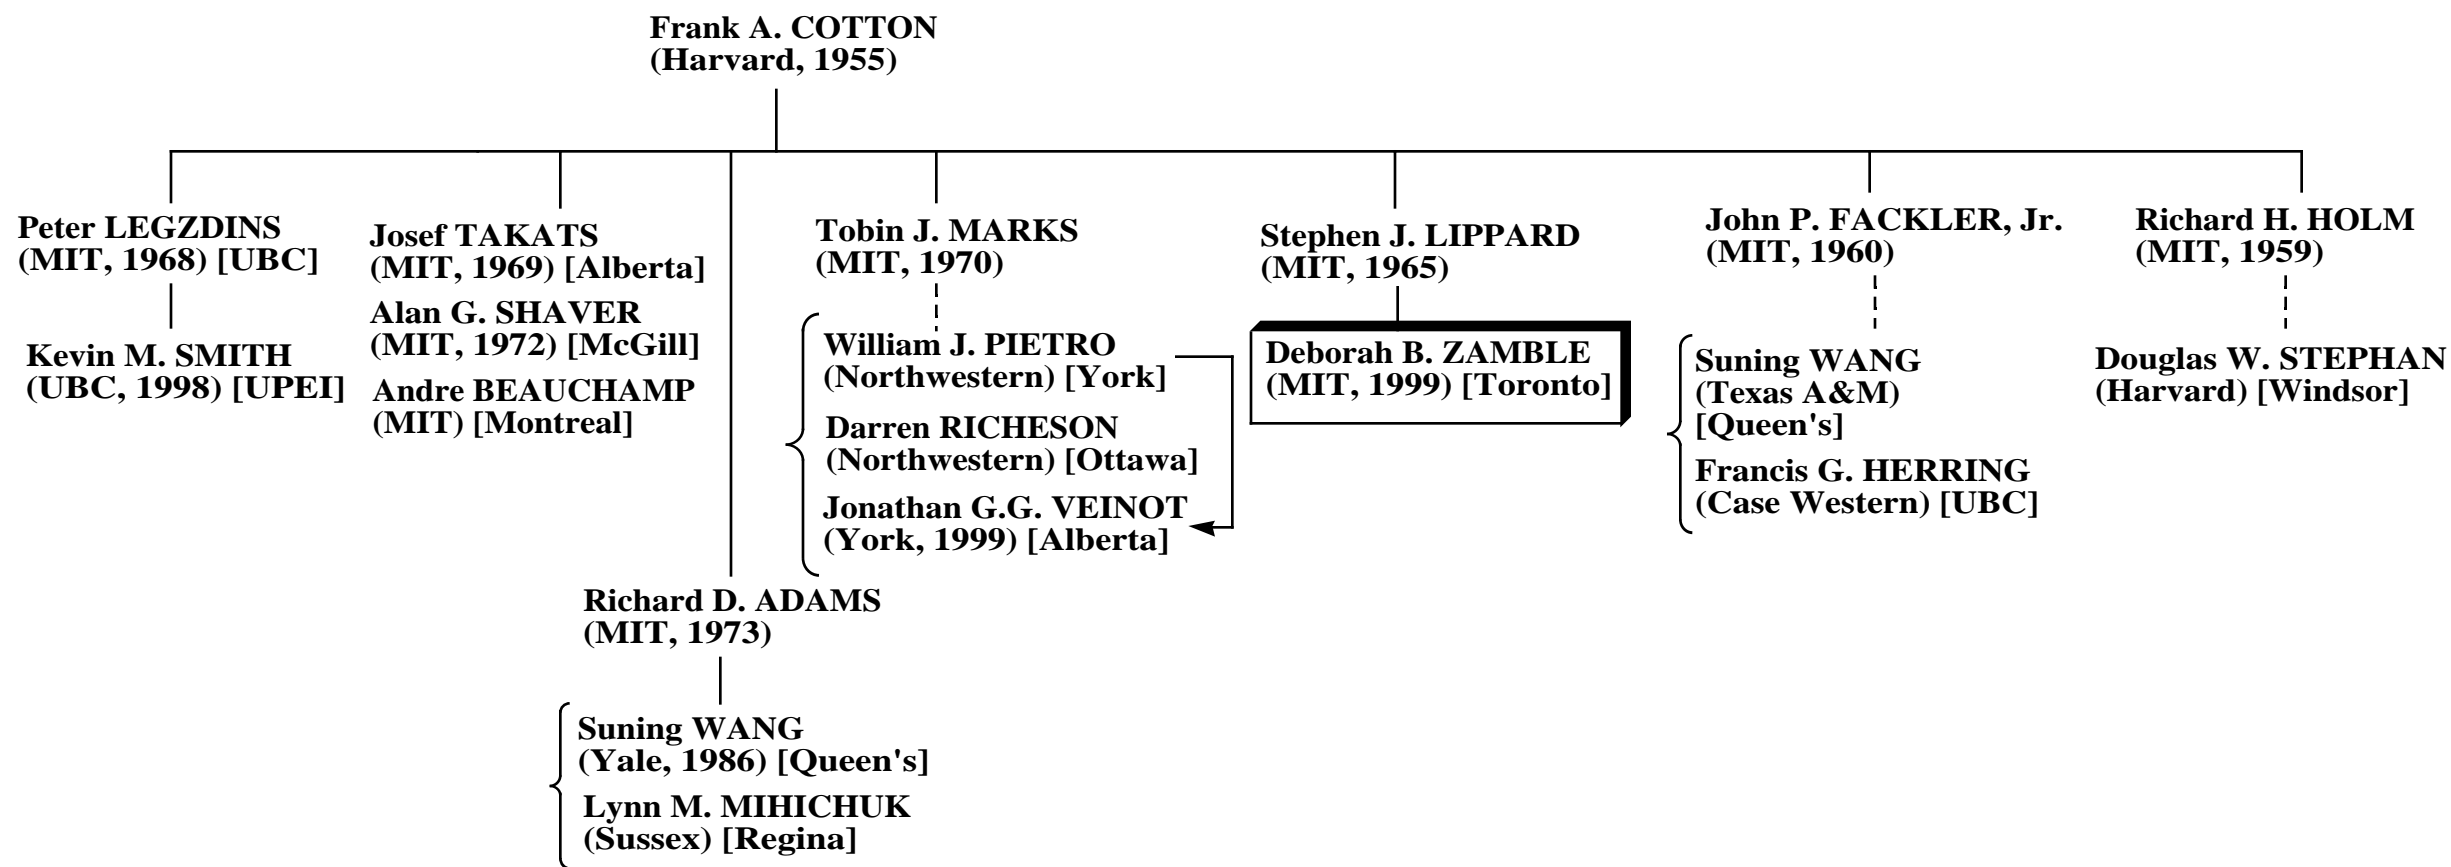 Frank A. COTTON
(Harvard, 1955)
Peter LEGZDINS
(MIT, 1968) [UBC]
Kevin M. SMITH
(UBC, 1998) [UPEI]
Josef TAKATS
(MIT, 1969) [Alberta]
Alan G. SHAVER
(MIT, 1972) [McGill]
Andre BEAUCHAMP
(MIT) [Montreal]
Richard D. ADAMS
(MIT, 1973)
Suning WANG
(Yale, 1986) [Queen's]
Lynn M. MIHICHUK
(Sussex) [Regina]
Tobin J. MARKS
(MIT, 1970)
William J. PIETRO
(Northwestern) [York]
Darren RICHESON
(Northwestern) [Ottawa]
Jonathan G.G. VEINOT
(York, 1999) [Alberta]
Stephen J. LIPPARD
(MIT, 1965)
Deborah B. ZAMBLE
(MIT, 1999) [Toronto]
John P. FACKLER, Jr.
(MIT, 1960)
Suning WANG
(Texas A&M)
[Queen's]
Francis G. HERRING
(Case Western) [UBC]
Richard H. HOLM
(MIT, 1959)
Douglas W. STEPHAN
(Harvard) [Windsor]